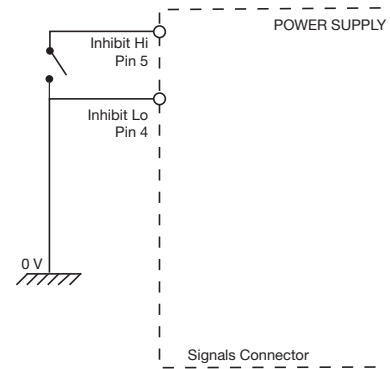 POWER SUPPLY
Inhibit Hi
Pin 5
Inhibit Lo
Pin 4
0 V
Signals Connector